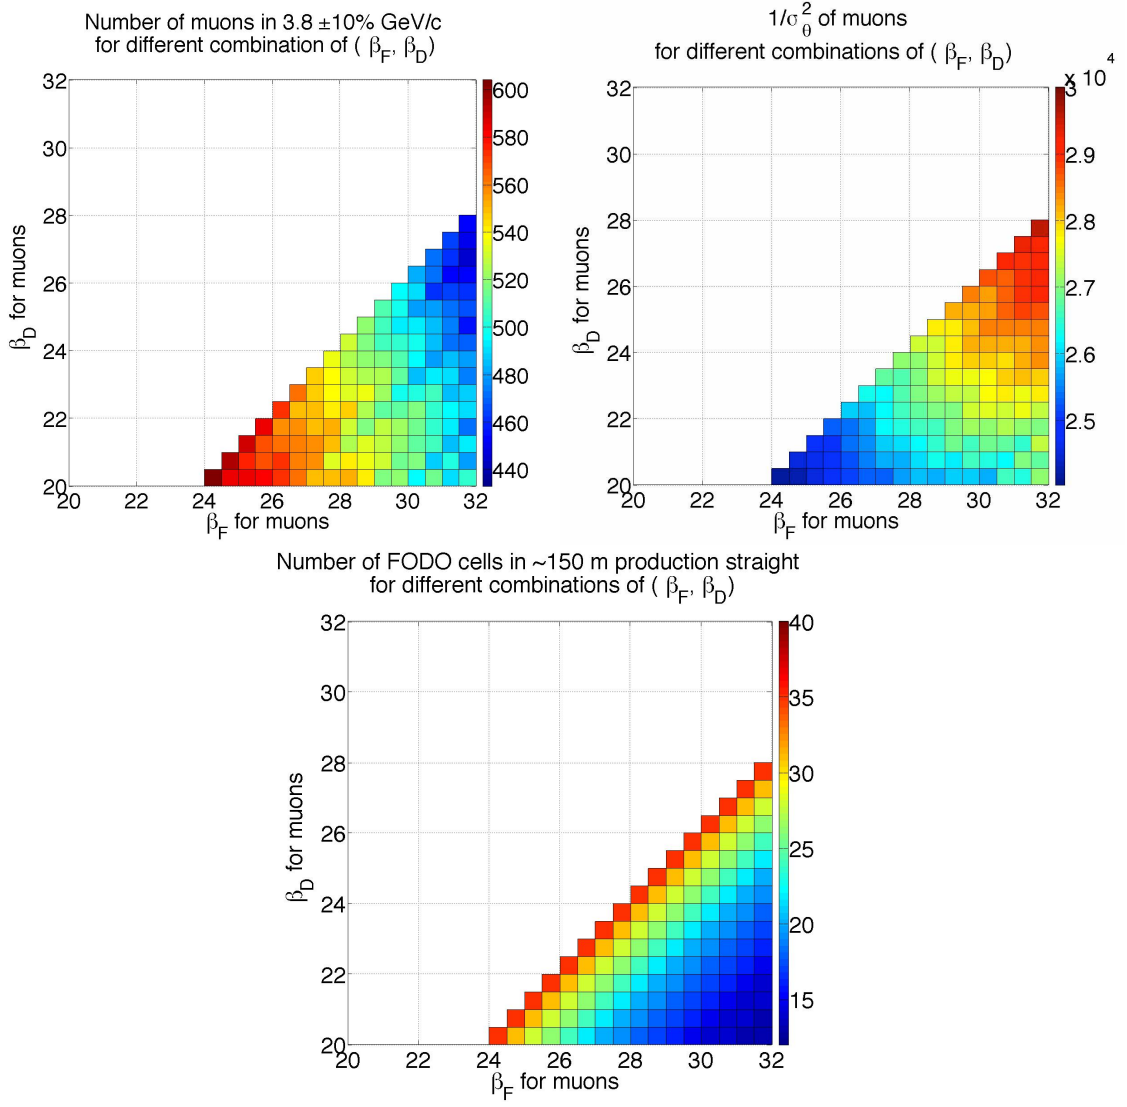 Number of muons in 3.8 ±10% GeV/c
for different combination of ( β_F, β_D)
32
30
28
26
24
22
20
20 22 24 26 28 30 32
600
580
560
540
520
500
480
460
440
β_D for muons
β_F for muons
1/σ_θ^2 of muons
for different combinations of ( β_F, β_D)
x 10^4
32
30
28
26
24
22
20
20 22 24 26 28 30 32
3
2.9
2.8
2.7
2.6
2.5
β_D for muons
β_F for muons
Number of FODO cells in ~150 m production straight
for different combinations of ( β_F, β_D)
32
30
28
26
24
22
20
20 22 24 26 28 30 32
40
35
30
25
20
15
β_D for muons
β_F for muons